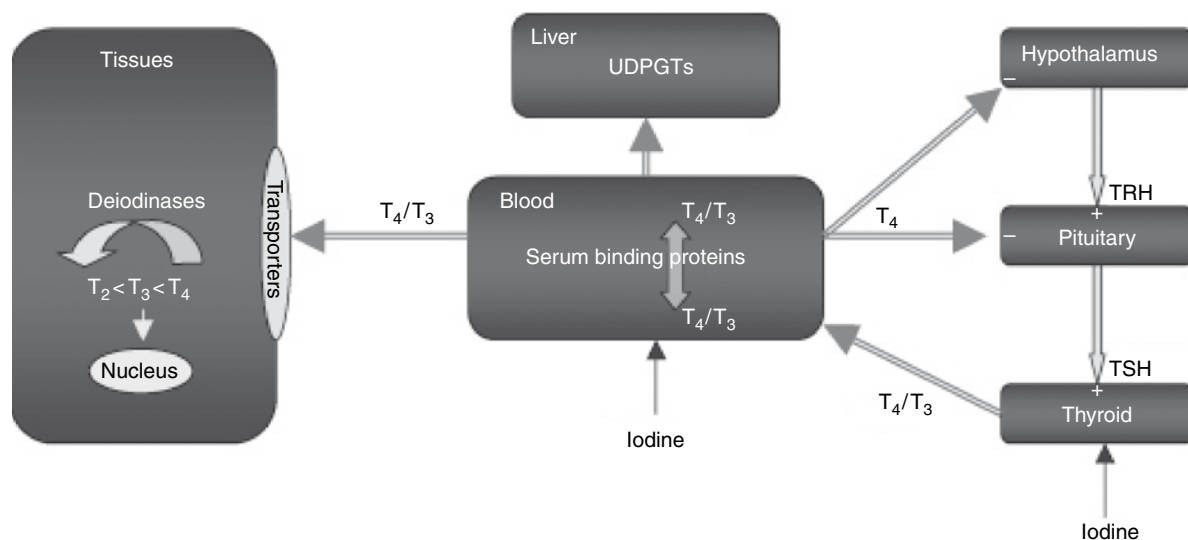 Tissues
Deiodinases
T₂<T₃<T₄
Nucleus
Transporters
T₄/T₃
Liver
UDPGTs
Blood
T₄/T₃
Serum binding proteins
T₄/T₃
Iodine
T₄
T₄/T₃
Hypothalamus
−
TRH
+
− Pituitary
TSH
+
Thyroid
Iodine